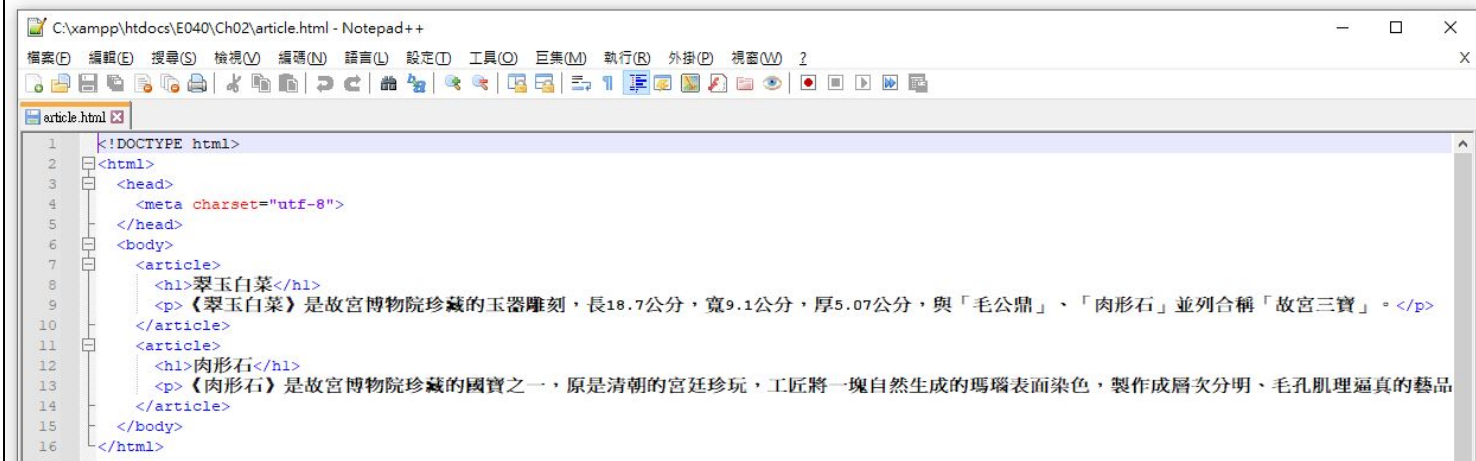 C:\xampp\htdocs\E040\Ch02\article.html - Notepad++
檔案(F) 編輯(E) 搜尋(S) 檢視(V) 編碼(N) 語言(L) 設定(T) 工具(O) 巨集(M) 執行(R) 外掛(P) 視窗(W) ? X
article.html
1 <!DOCTYPE html>
2 <html>
3 <head>
4 <meta charset="utf-8">
5 </head>
6 <body>
7 <article>
8 <h1>翠玉白菜</h1>
9 <p>《翠玉白菜》是故宮博物院珍藏的玉器雕刻，長18.7公分，寬9.1公分，厚5.07公分，與「毛公鼎」、「肉形石」並列合稱「故宮三寶」。</p>
10 </article>
11 <article>
12 <h1>肉形石</h1>
13 <p>《肉形石》是故宮博物院珍藏的國寶之一，原是清朝的宮廷珍玩，工匠將一塊自然生成的瑪瑙表面染色，製作成層次分明、毛孔肌理逼真的藝品
14 </article>
15 </body>
16 </html>